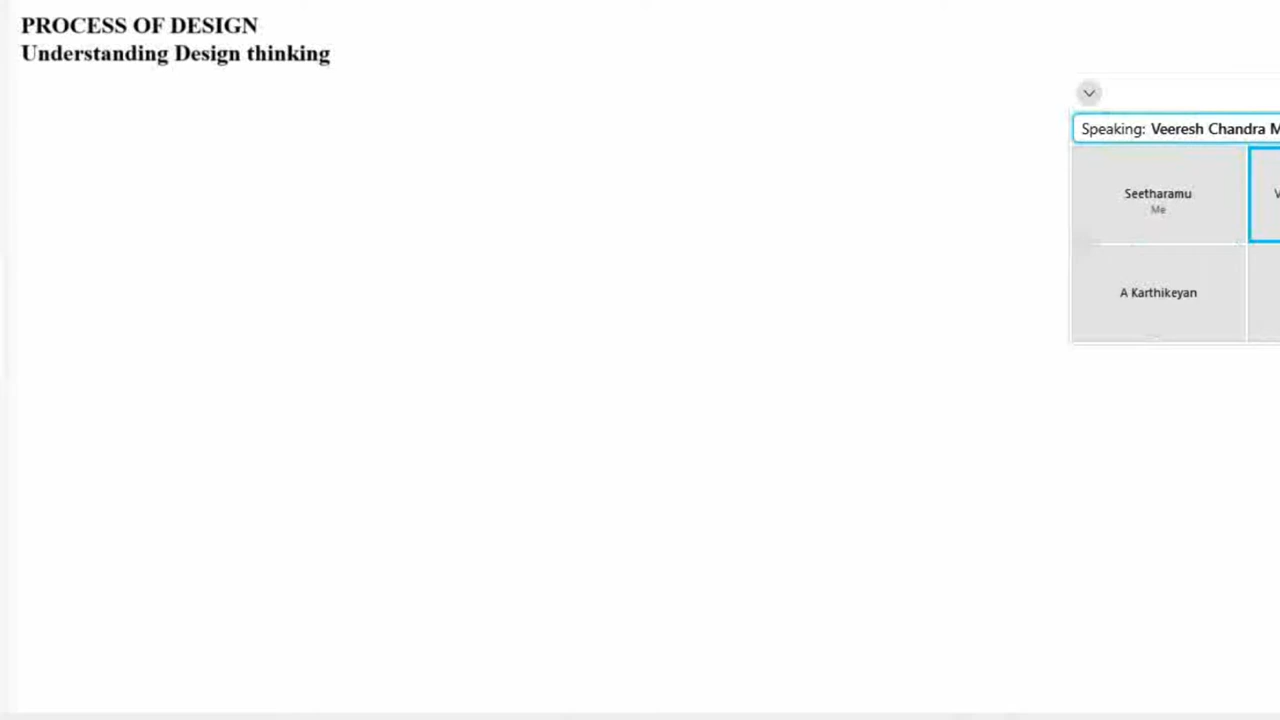 PROCESS OF DESIGN
Understanding Design thinking
Speaking: Veeresh Chandra M
Seetharamu
Me
A Karthikeyan